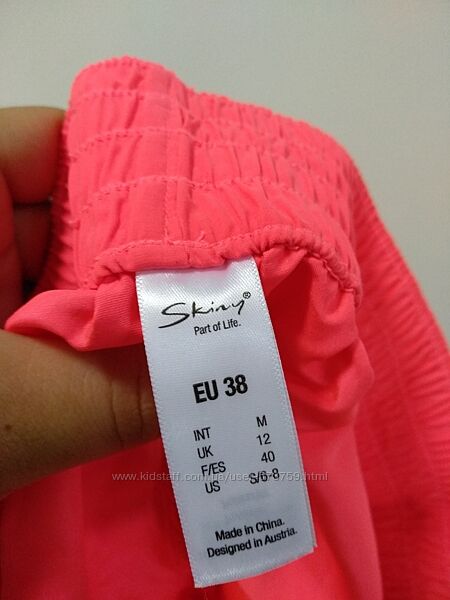 Skiny®
Part of Life.
EU 38
INT M
UK 12
F/ES 40
US S/6-8
Made in China.
Designed in Austria.